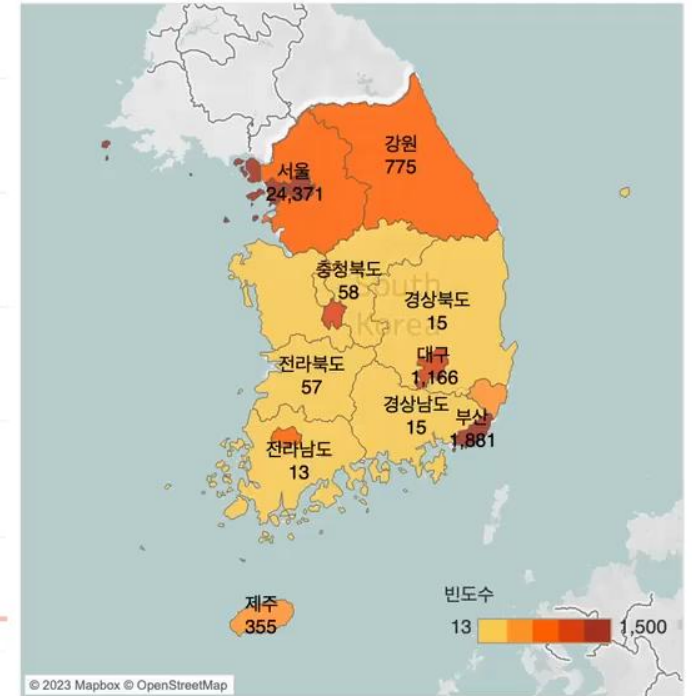 강원
775
서울
24,371
충청북도
58
South
Korea
경상북도
15
대구
1,166
전라북도
57
경상남도
15
부산
1,881
전라남도
13
제주
355
빈도수
13
1,500
© 2023 Mapbox © OpenStreetMap